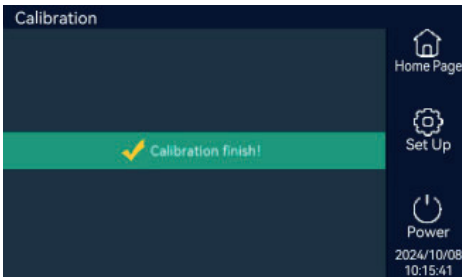 Calibration
Calibration finish!
Home Page
Set Up
Power
2024/10/08
10:15:41